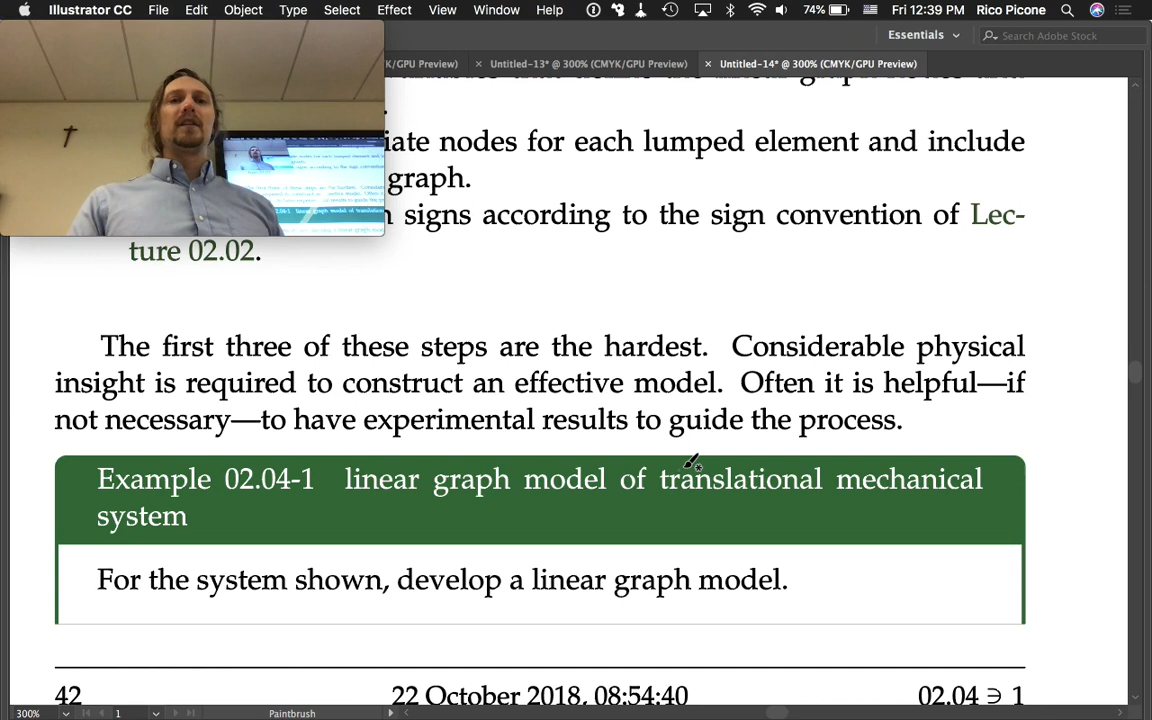 Illustrator CC File Edit Object Type Select Effect View Window Help 74% Fri 12:39 PM Rico Picone
Essentials Search Adobe Stock
K/GPU Preview) × Untitled-13* @ 300% (CMYK/GPU Preview) × Untitled-14* @ 300% (CMYK/GPU Preview)
iate nodes for each lumped element and include
graph.
signs according to the sign convention of Lec-
ture 02.02.
The first three of these steps are the hardest. Considerable physical
insight is required to construct an effective model. Often it is helpful—if
not necessary—to have experimental results to guide the process.
Example 02.04-1 linear graph model of translational mechanical
system
For the system shown, develop a linear graph model.
42 22 October 2018, 08:54:40 02.04 ∋ 1
300% 1 Paintbrush